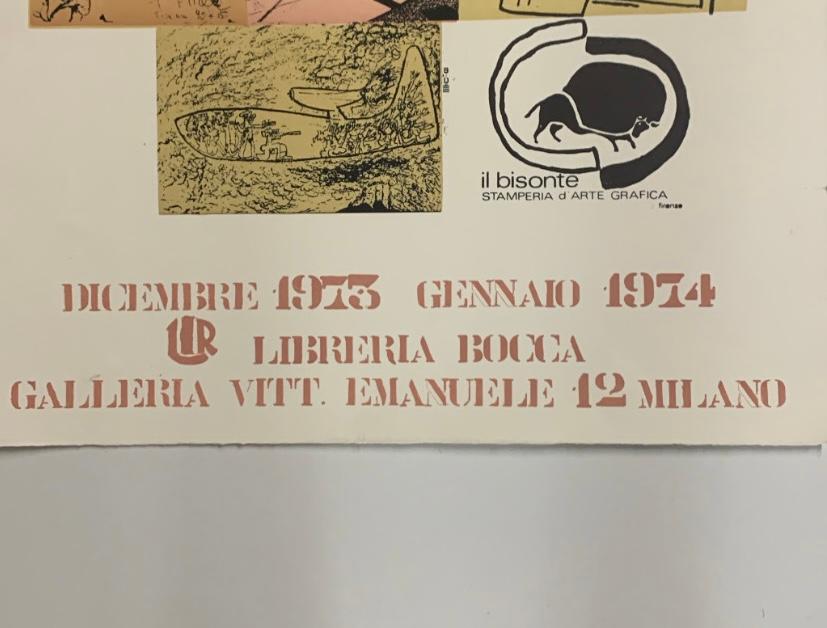 il bisonte
STAMPERIA d'ARTE GRAFICA
firenze
DICEMBRE 1973 GENNAIO 1974
LIBRERIA BOCCA
GALLERIA VITT. EMANUELE 12 MILANO